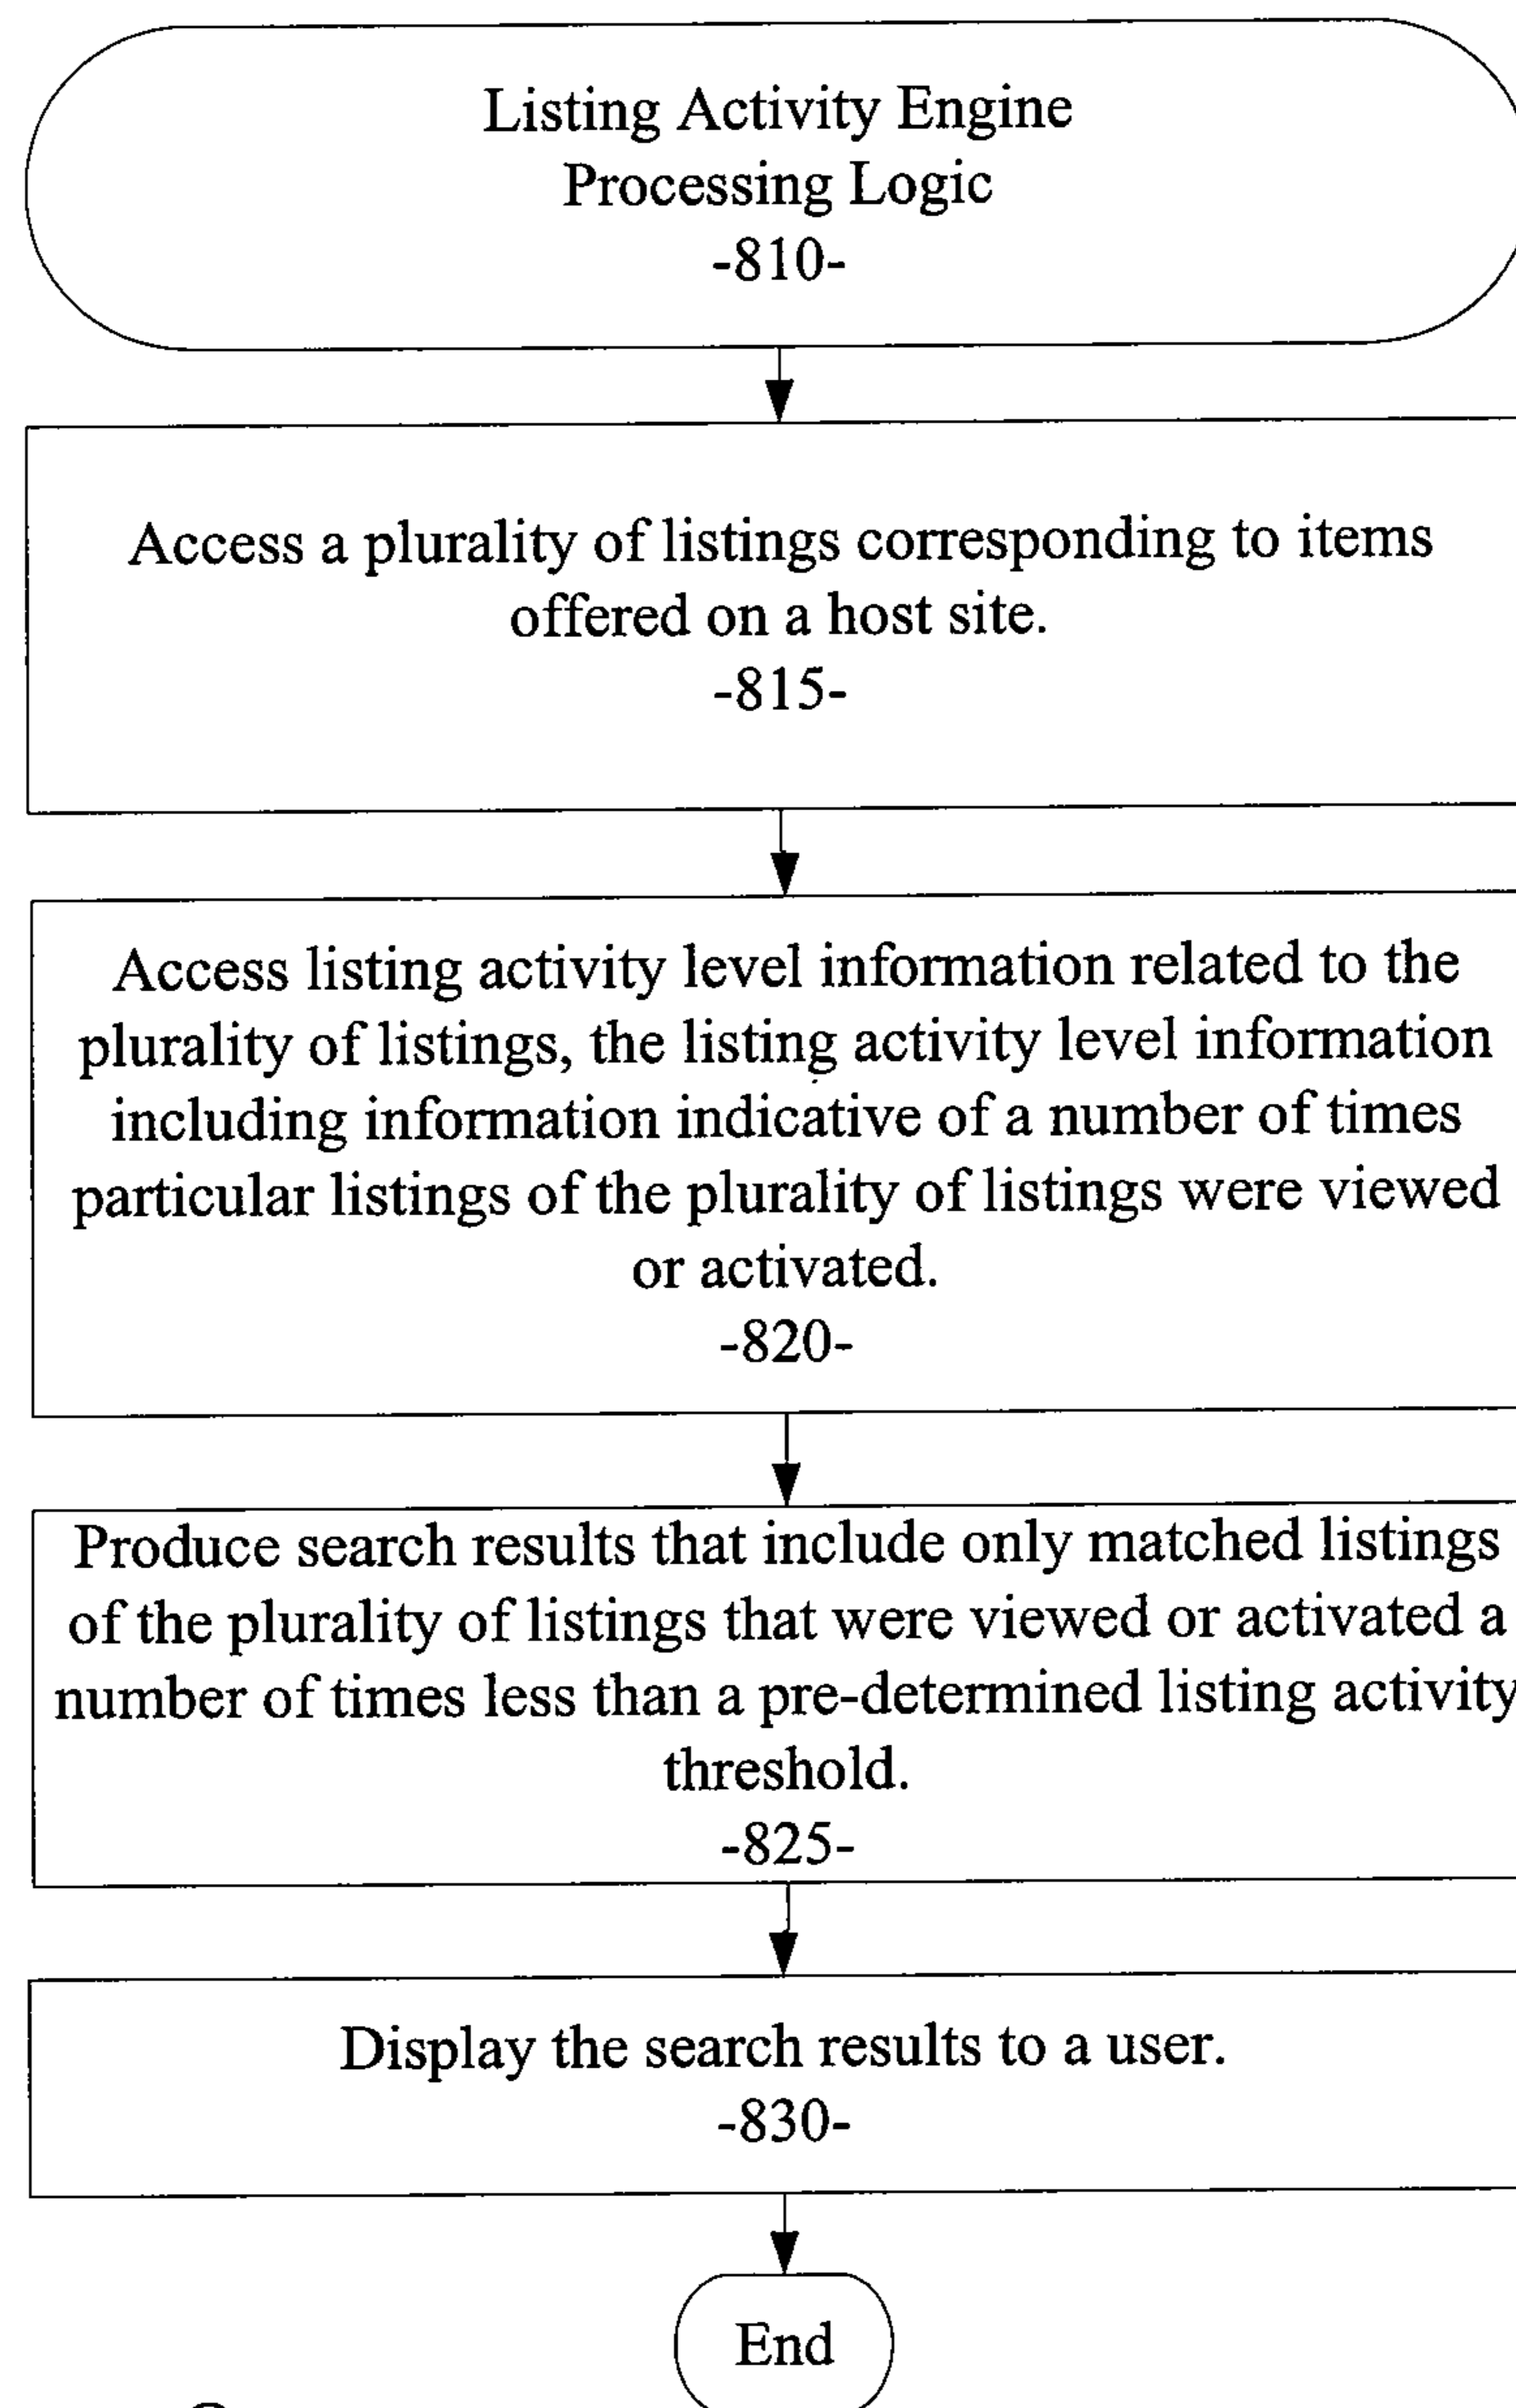 Listing Activity Engine
Processing Logic
-810-
Access a plurality of listings corresponding to items
offered on a host site.
-815-
Access listing activity level information related to the
plurality of listings, the listing activity level information
including information indicative of a number of times
particular listings of the plurality of listings were viewed
or activated.
-820-
Produce search results that include only matched listings
of the plurality of listings that were viewed or activated a
number of times less than a pre-determined listing activity
threshold.
-825-
Display the search results to a user.
-830-
End